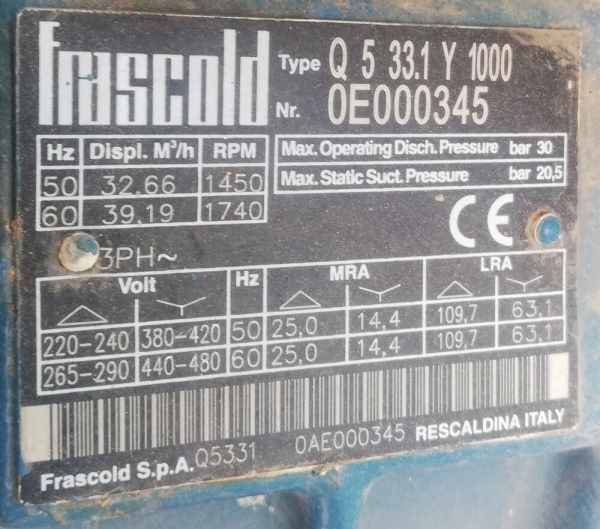 Frascold
Type Q 5 33.1 Y 1000
Nr. 0E000345
Hz Displ. M³/h RPM
50 32.66 1450
60 39.19 1740
Max. Operating Disch. Pressure bar 30
Max. Static Suct. Pressure bar 20,5
CE
3PH~
Volt Hz MRA LRA
220-240 380-420 50 25,0 14,4 109,7 63,1
265-290 440-480 60 25,0 14,4 109,7 63,1
Frascold S.p.A. Q5331 0AE000345 RESCALDINA ITALY